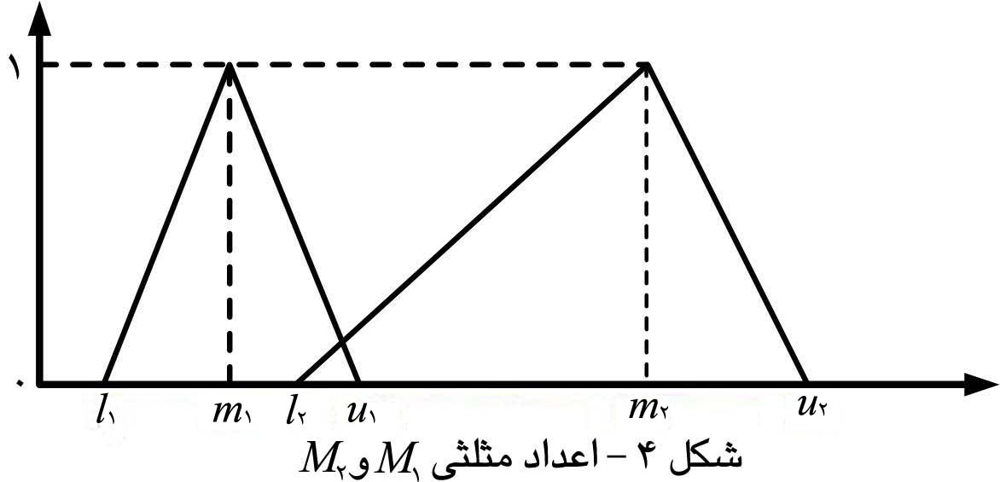 ۱
۰
l۱ m۱ l۲ u۱ m۲ u۲
شکل ۴ – اعداد مثلثی M۱ و M۲